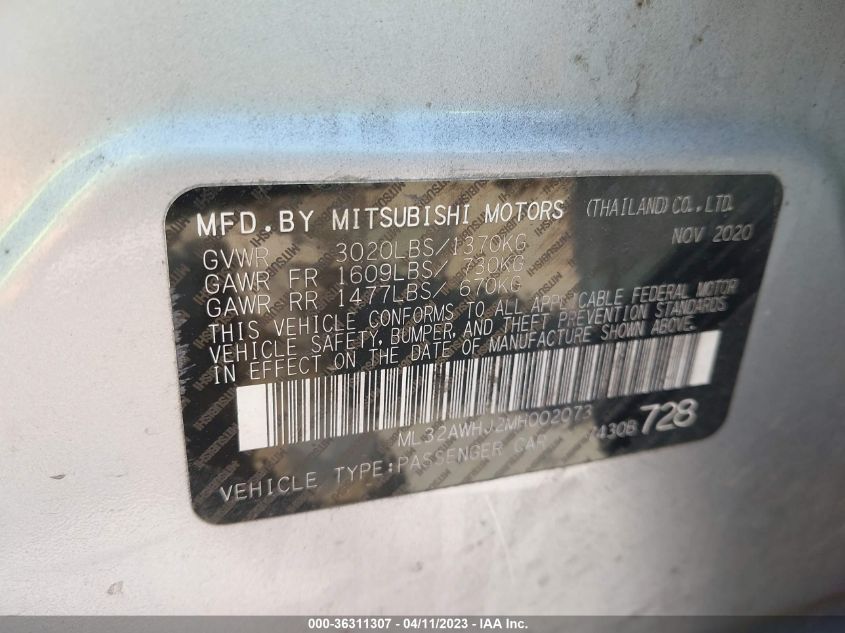 MFD. BY MITSUBISHI MOTORS (THAILAND) CO., LTD.
NOV 2020
GVWR 3020LBS/1370KG
GAWR FR 1609LBS/ 730KG
GAWR RR 1477LBS/ 670KG
THIS VEHICLE CONFORMS TO ALL APPLICABLE FEDERAL MOTOR
VEHICLE SAFETY, BUMPER, AND THEFT PREVENTION STANDARDS
IN EFFECT ON THE DATE OF MANUFACTURE SHOWN ABOVE.
ML32AWHJ2MH002073
7430B 728
VEHICLE TYPE:PASSENGER CAR
000-36311307 - 04/11/2023 - IAA Inc.